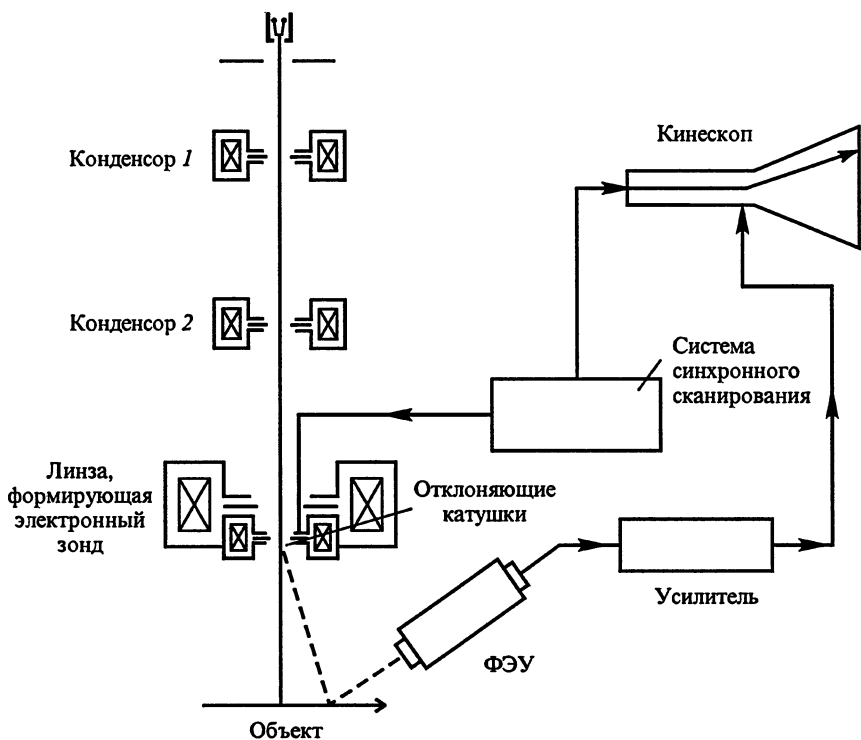 Кинескоп
Конденсор 1
Конденсор 2
Система
синхронного
сканирования
Линза,
формирующая
электронный
зонд
Отклоняющие
катушки
Усилитель
ФЭУ
Объект